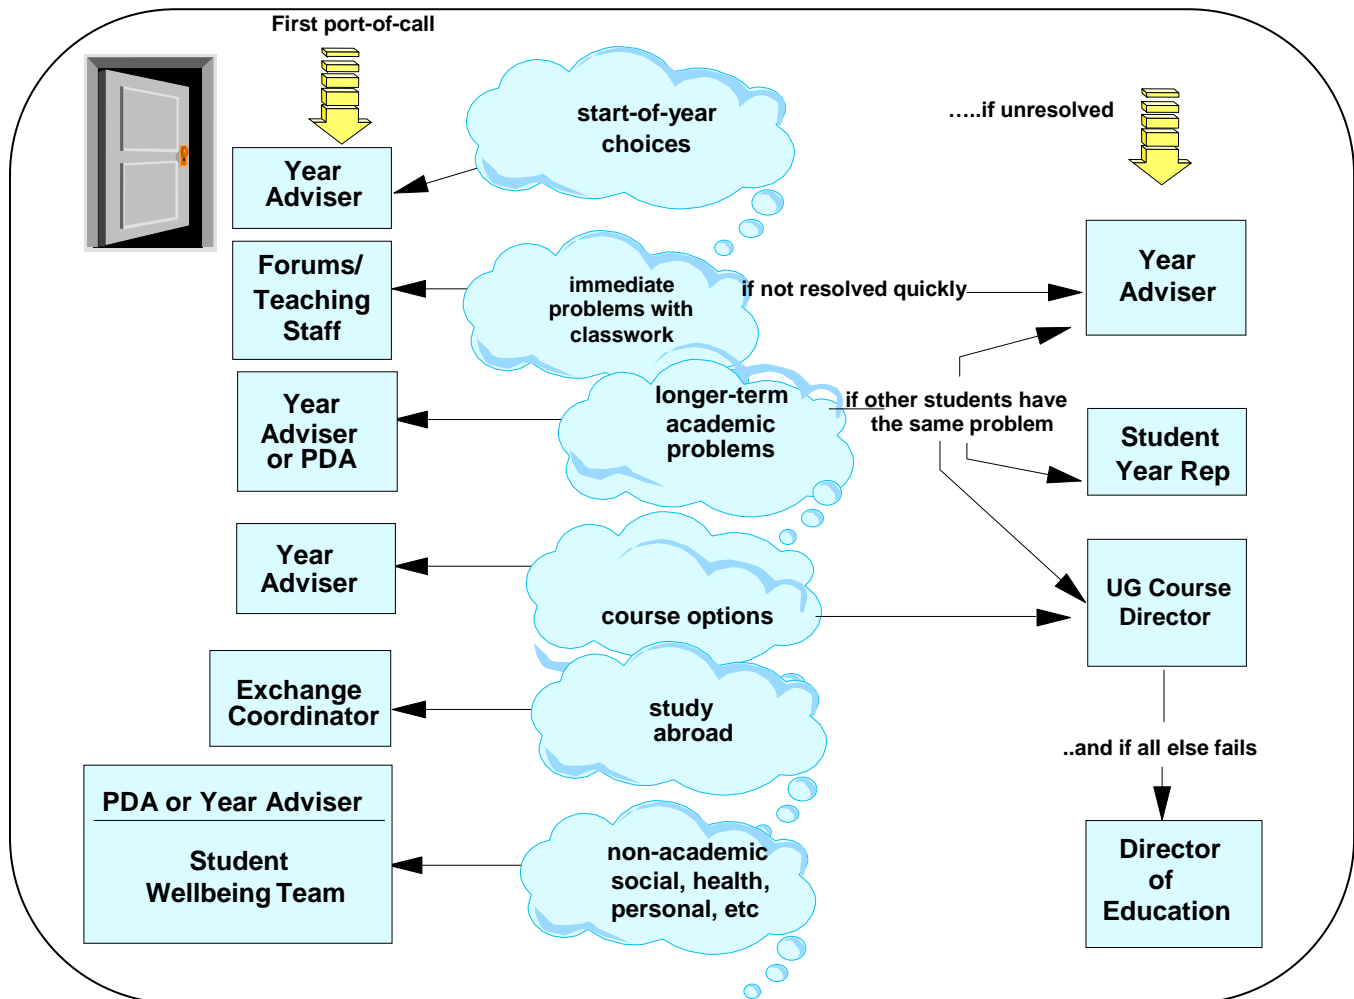 First port-of-call
start-of-year
choices
…..if unresolved
Year
Adviser
Forums/
Teaching
Staff
immediate
problems with
classwork
if not resolved quickly
Year
Adviser
Year
Adviser
or PDA
longer-term
academic
problems
if other students have
the same problem
Student
Year Rep
Year
Adviser
course options
UG Course
Director
Exchange
Coordinator
study
abroad
..and if all else fails
PDA or Year Adviser
Student
Wellbeing Team
non-academic
social, health,
personal, etc
Director
of
Education